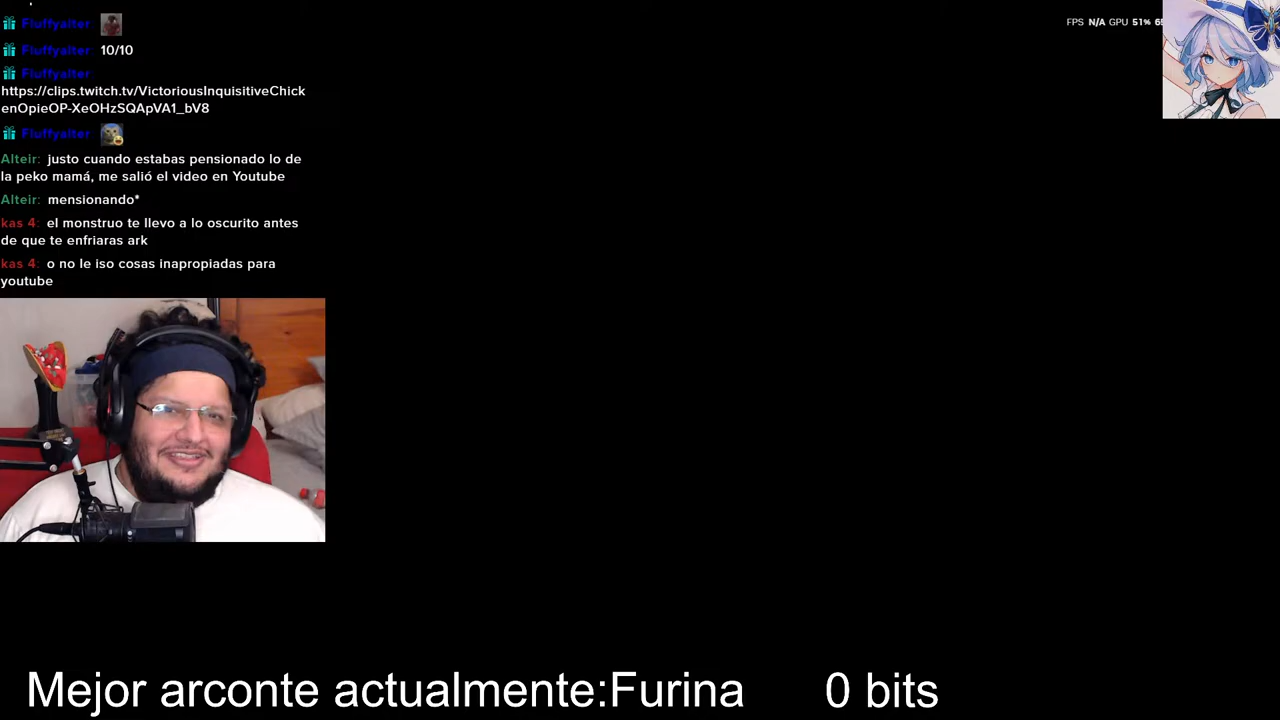 Fluffyalter:
Fluffyalter: 10/10
Fluffyalter:
https://clips.twitch.tv/VictoriousInquisitiveChick
enOpieOP-XeOHzSQApVA1_bV8
Fluffyalter:
Alteir: justo cuando estabas pensionado lo de
la peko mamá, me salió el video en Youtube
Alteir: mensionando*
kas 4: el monstruo te llevo a lo oscurito antes
de que te enfriaras ark
kas 4: o no le iso cosas inapropiadas para
youtube
FPS N/A GPU 51%
Mejor arconte actualmente:Furina 0 bits